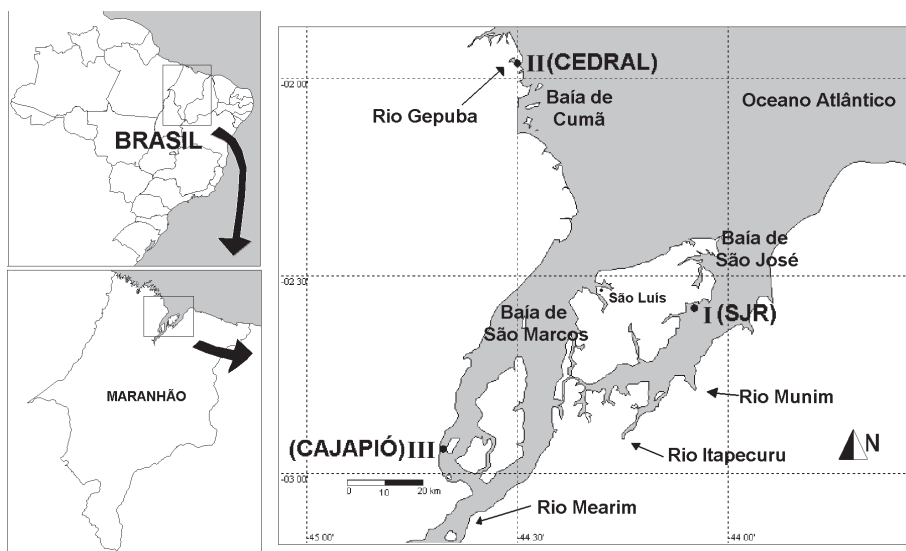 BRASIL
MARANHÃO
II (CEDRAL)
-02 00
Rio Gepuba
Baía de
Cumã
Oceano Atlântico
Baía de
São José
-02 30
São Luís
Baía de
São Marcos
I (SJR)
Rio Munim
(CAJAPIÓ) III
Rio Itapecuru
N
-03 00
0 10 20 km
Rio Mearim
-45 00
-44 30
-44 00